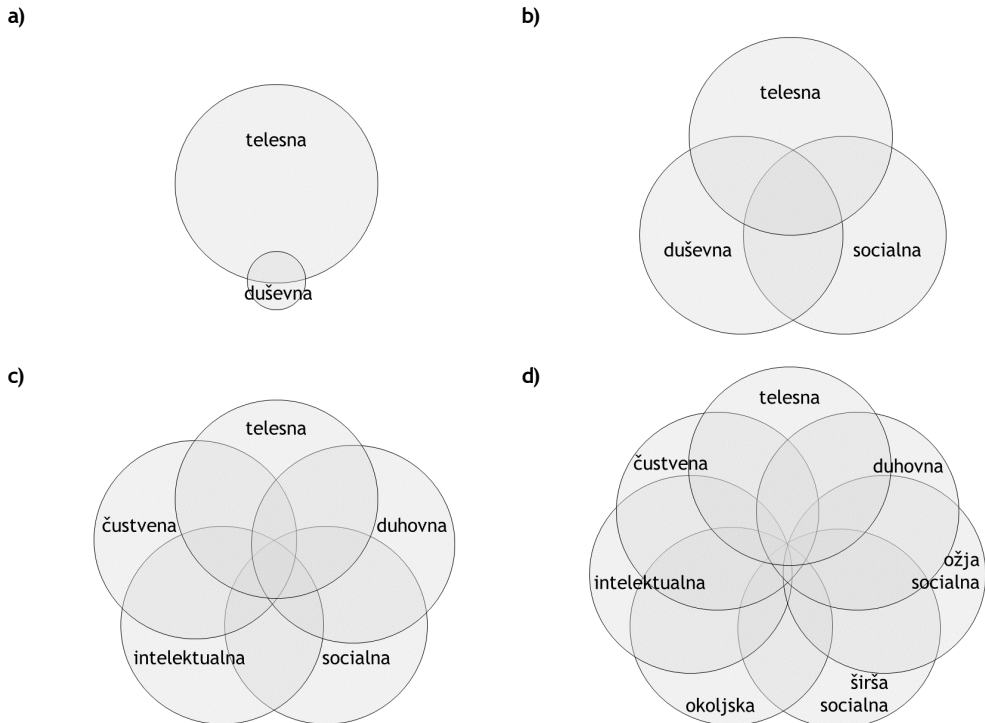 a)
telesna
duševna
b)
telesna
duševna
socialna
c)
telesna
čustvena
duhovna
intelektualna
socialna
d)
telesna
čustvena
duhovna
intelektualna
ožja
socialna
okoljska
širša
socialna